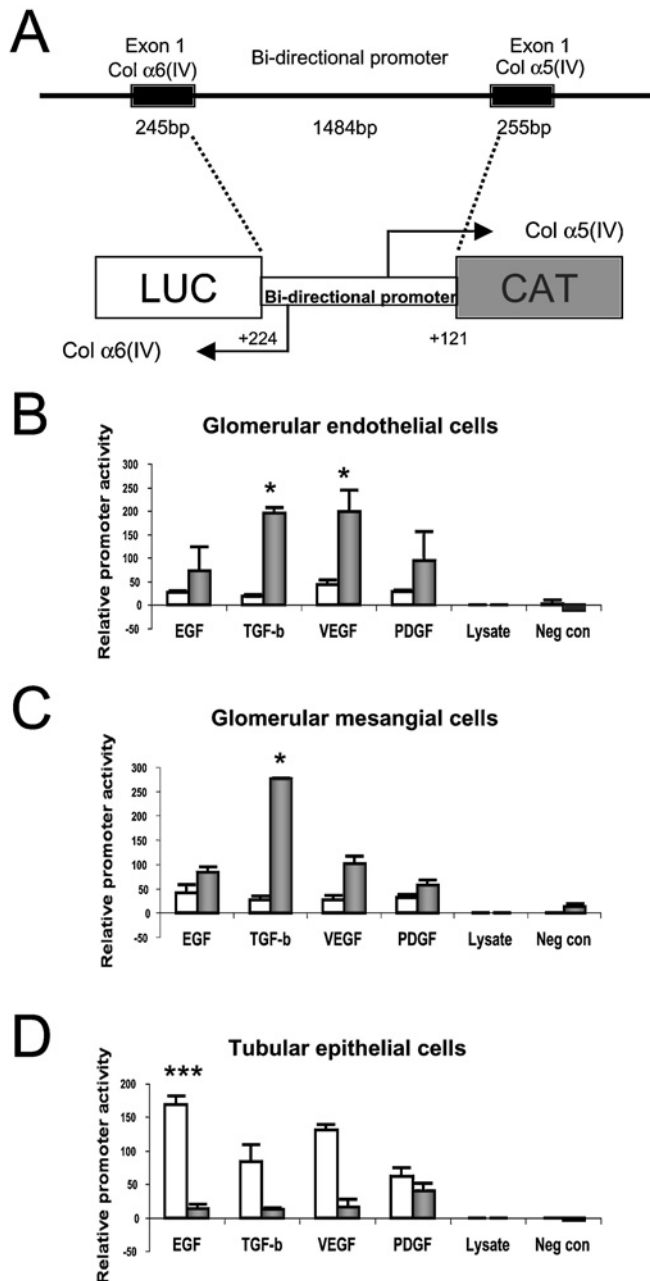 A
Exon 1 Bi-directional promoter Exon 1
Col α6(IV) Col α5(IV)
245bp 1484bp 255bp
Col α5(IV)
LUC Bi-directional promoter CAT
+224 +121
Col α6(IV)
B
Glomerular endothelial cells
Relative promoter activity
300
250
200
150
100
50
0
-50
* *
EGF TGF-b VEGF PDGF Lysate Neg con
C
Glomerular mesangial cells
Relative promoter activity
300
250
200
150
100
50
0
-50
*
EGF TGF-b VEGF PDGF Lysate Neg con
D
Tubular epithelial cells
Relative promoter activity
200
150
100
50
0
-50
***
EGF TGF-b VEGF PDGF Lysate Neg con